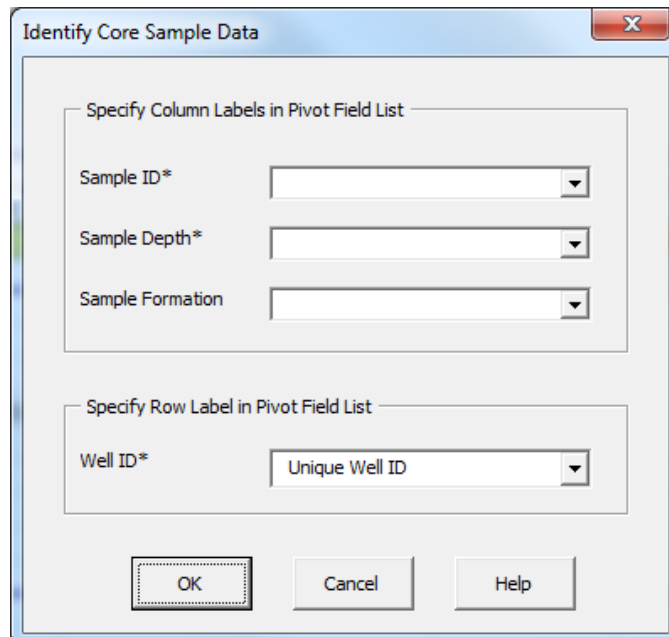 Identify Core Sample Data
Specify Column Labels in Pivot Field List
Sample ID*
Sample Depth*
Sample Formation
Specify Row Label in Pivot Field List
Well ID* Unique Well ID
OK Cancel Help